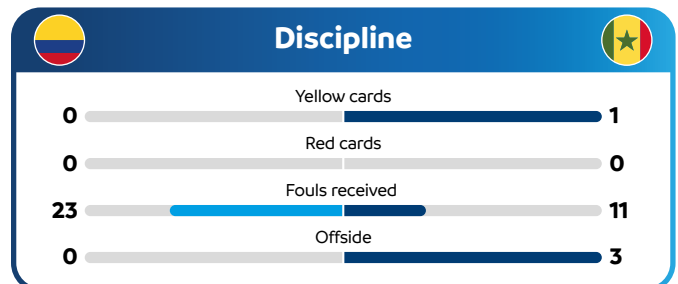 Discipline
Yellow cards
0 1
Red cards
0 0
Fouls received
23 11
Offside
0 3